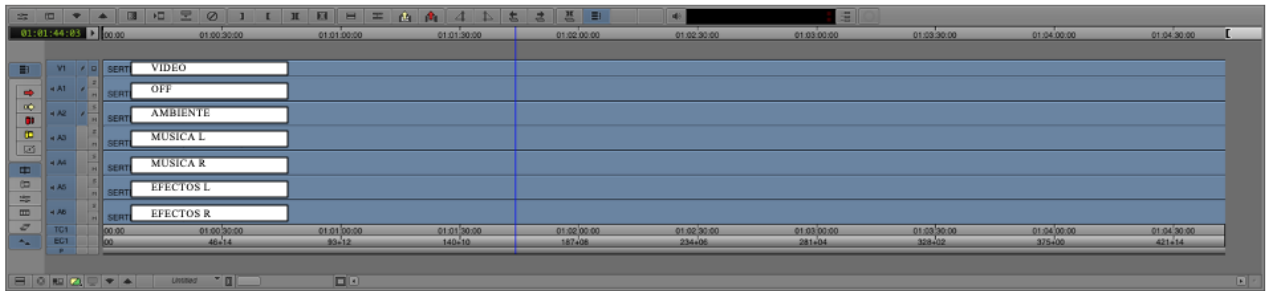 01:01:44:03 00:00 01:00:30:00 01:01:00:00 01:01:30:00 01:02:00:00 01:02:30:00 01:03:00:00 01:03:30:00 01:04:00:00 01:04:30:00
V1 SERT VIDEO
A1 SERT OFF
A2 SERT AMBIENTE
A3 SERT MUSICA L
A4 SERT MUSICA R
A5 SERT EFECTOS L
A6 SERT EFECTOS R
TC1 00:00 01:00:30:00 01:01:00:00 01:01:30:00 01:02:00:00 01:02:30:00 01:03:00:00 01:03:30:00 01:04:00:00 01:04:30:00
EC1 00 46+14 93+12 140+10 187+08 234+06 281+04 328+02 375+00 421+14
P
Untitled